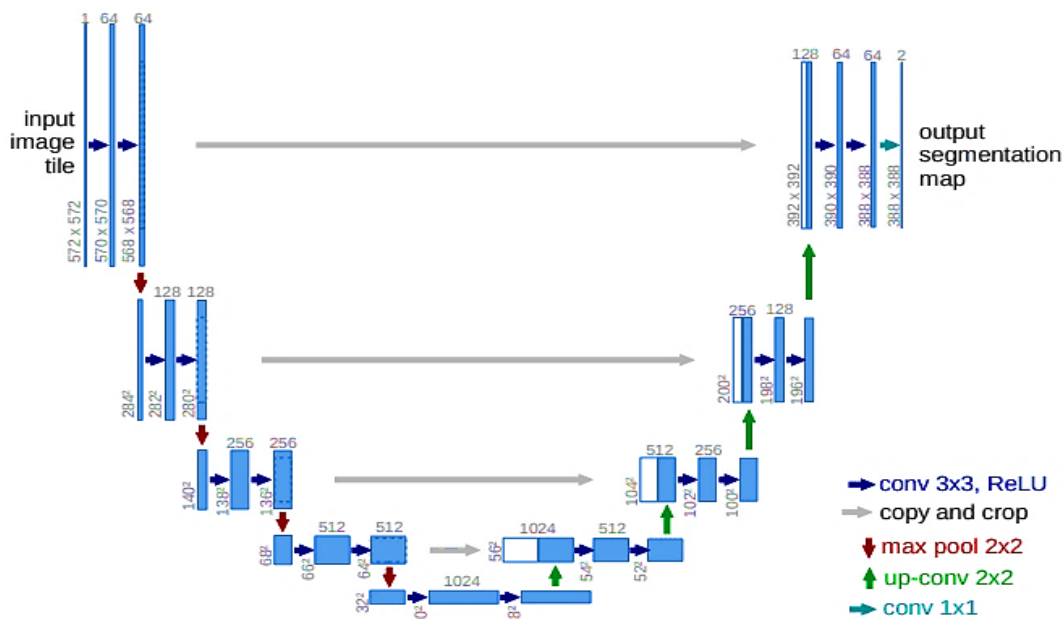 1 64 64
128 64 64 2
input
image
tile
output
segmentation
map
572 x 572
570 x 570
568 x 568
392 x 392
390 x 390
388 x 388
388 x 388
128 128
256 128
284²
282²
280²
200²
198²
196²
256 256
512 256
140²
138²
136²
104²
102²
100²
512 512
1024 512
68²
66²
64²
56²
54²
52²
1024
32²
0²
8²
conv 3x3, ReLU
copy and crop
max pool 2x2
up-conv 2x2
conv 1x1